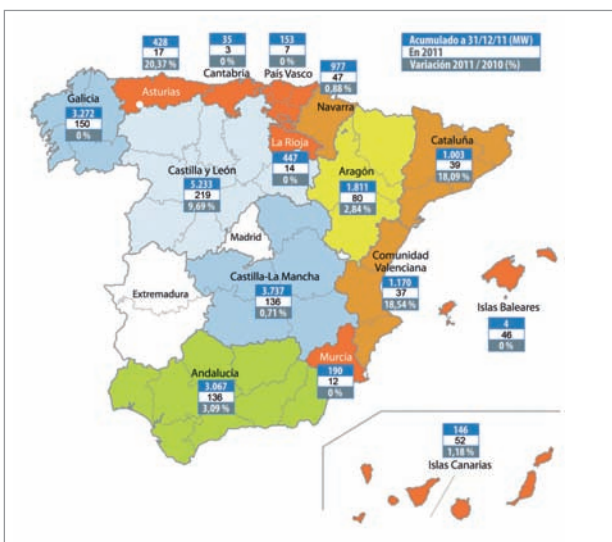 Acumulado a 31/12/11 (MW)
En 2011
Variación 2011 / 2010 (%)
428
17
20,37 %
Asturias
35
3
0 %
Cantabria
153
7
0 %
País Vasco
977
47
0,88 %
Navarra
Galicia
3.272
150
0 %
La Rioja
447
14
0 %
Cataluña
1.003
39
18,09 %
Castilla y León
5.233
219
9,69 %
Aragón
1.811
80
2,84 %
Madrid
Comunidad
Valenciana
1.170
37
18,54 %
Castilla-La Mancha
3.737
136
0,71 %
Extremadura
Islas Baleares
4
46
0 %
Murcia
190
12
0 %
Andalucía
3.067
136
3,09 %
146
52
1,18 %
Islas Canarias